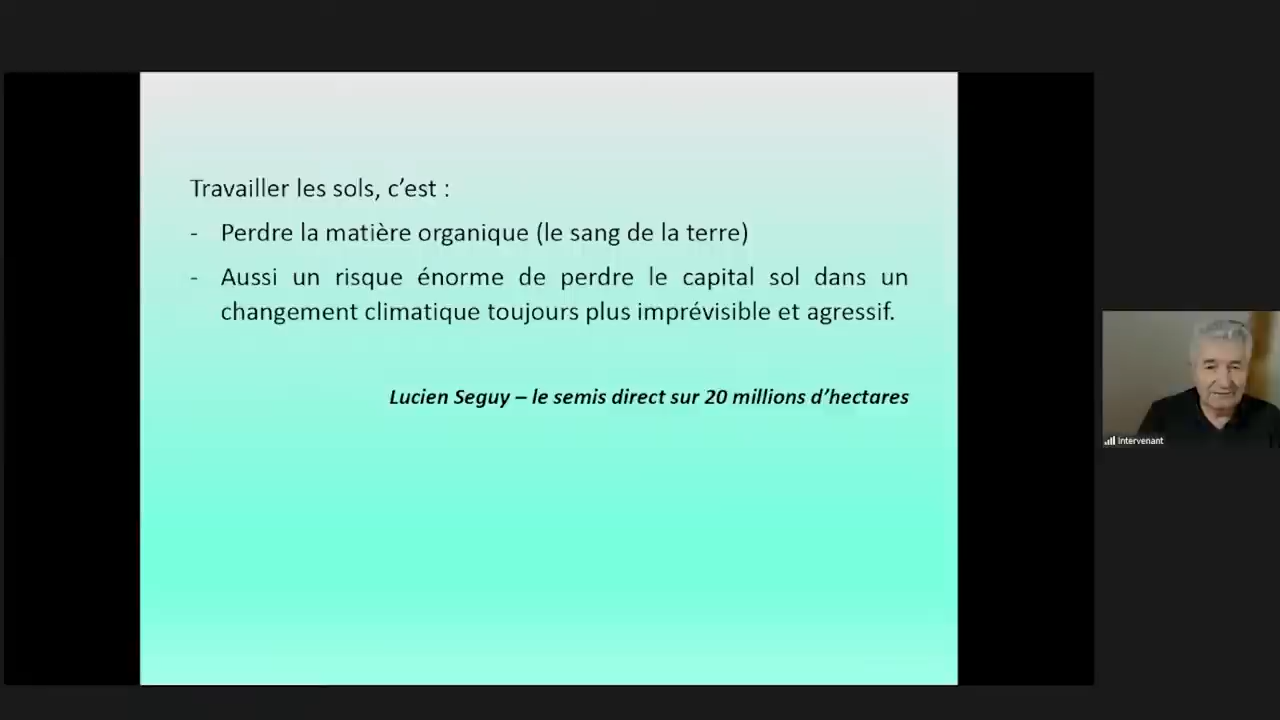 Travailler les sols, c’est :
- Perdre la matière organique (le sang de la terre)
- Aussi un risque énorme de perdre le capital sol dans un
changement climatique toujours plus imprévisible et agressif.
Lucien Seguy – le semis direct sur 20 millions d’hectares
Intervenant